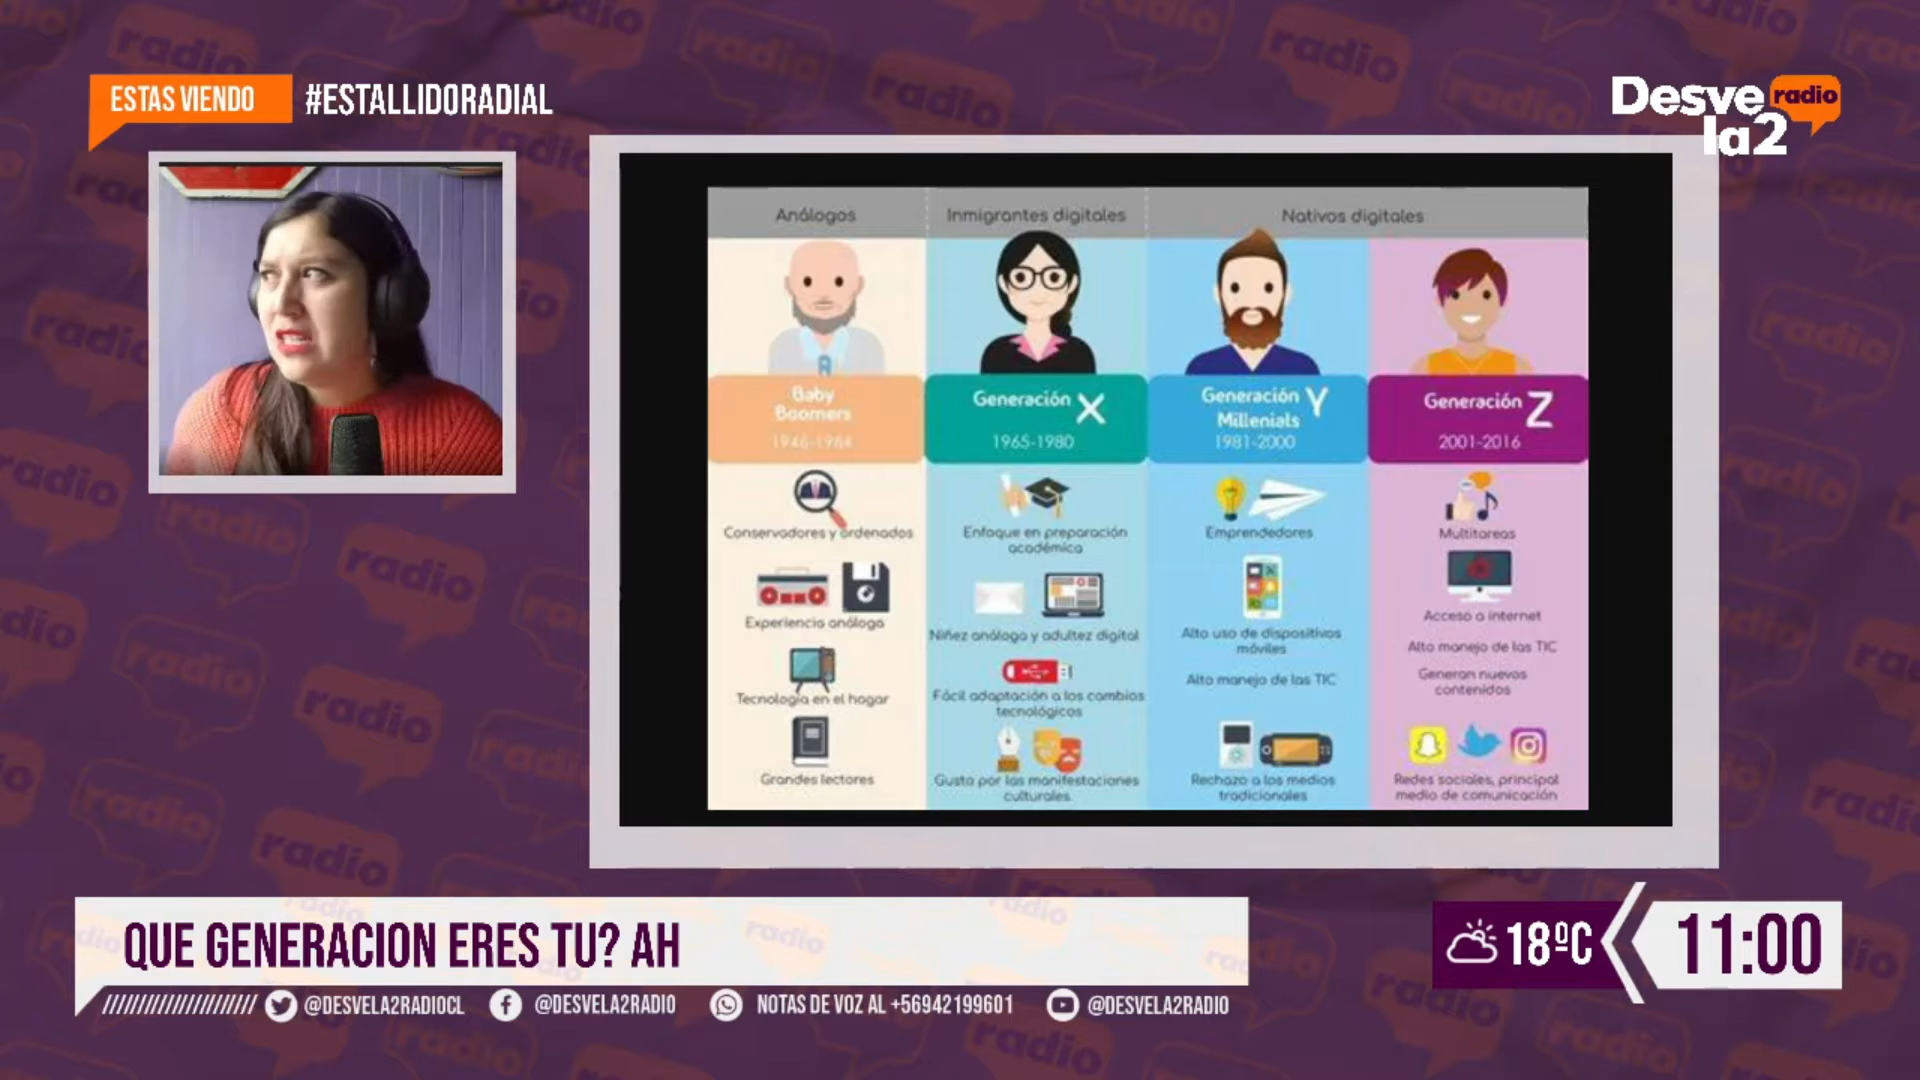 ESTAS VIENDO
#ESTALLIDORADIAL
Desve radio
la2
Análogos
Inmigrantes digitales
Nativos digitales
Baby
Boomers
1946-1964
Generación X
1965-1980
Generación Y
Millenials
1981-2000
Generación Z
2001-2016
Conservadores y ordenados
Experiencia análoga
Tecnología en el hogar
Grandes lectores
Enfoque en preparación
académica
Niñez análoga y adultez digital
Fácil adaptación a los cambios
tecnológicos
Gusto por las manifestaciones
culturales
Emprendedores
Alto uso de dispositivos
móviles
Alto manejo de las TIC
Rechazo a los medios
tradicionales
Multitareas
Acceso a internet
Alto manejo de las TIC
Generan nuevos
contenidos
Redes sociales, principal
medio de comunicación
QUE GENERACION ERES TU? AH
18ºC
11:00
@DESVELA2RADIOCL
@DESVELA2RADIO
NOTAS DE VOZ AL +56942199601
@DESVELA2RADIO